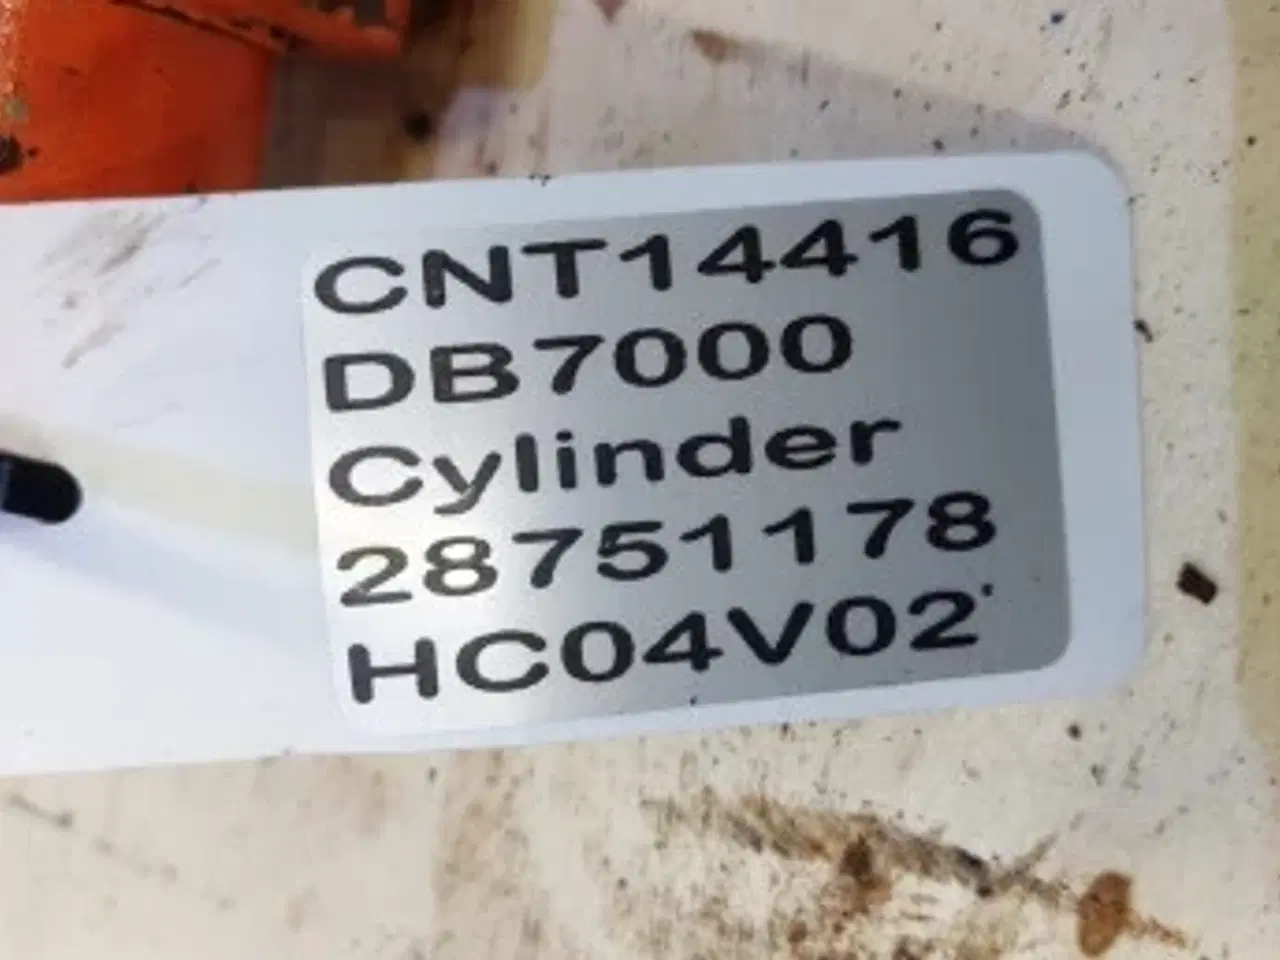 CNT14416
DB7000
Cylinder
28751178
HC04V02